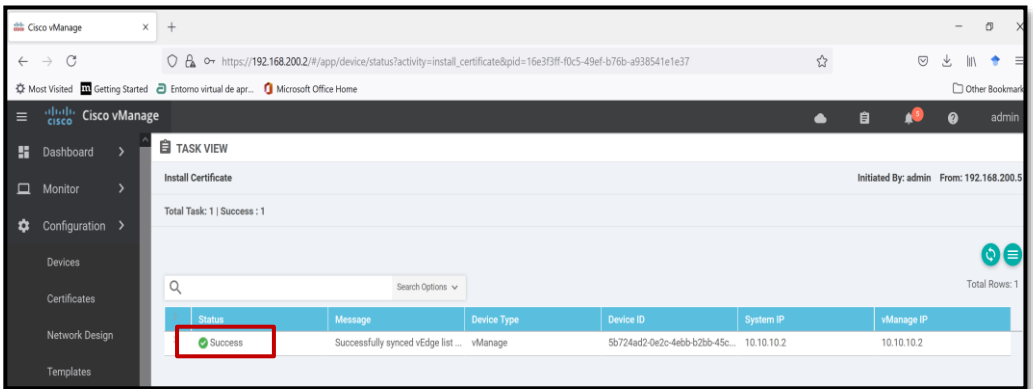 Cisco vManage
https://192.168.200.2/#/app/device/status?activity=install_certificate&pid=16e3f3ff-f0c5-49ef-b76b-a938541e1e37
Most Visited Getting Started Entorno virtual de apr... Microsoft Office Home Other Bookmark
CISCO Cisco vManage 5 admin
Dashboard
TASK VIEW
Install Certificate Initiated By: admin From: 192.168.200.5
Monitor
Total Task: 1 | Success : 1
Configuration
Devices
Search Options Total Rows: 1
Certificates
Status Message Device Type Device ID System IP vManage IP
Network Design
Success Successfully synced vEdge list ... vManage 5b724ad2-0e2c-4ebb-b2bb-45c... 10.10.10.2 10.10.10.2
Templates